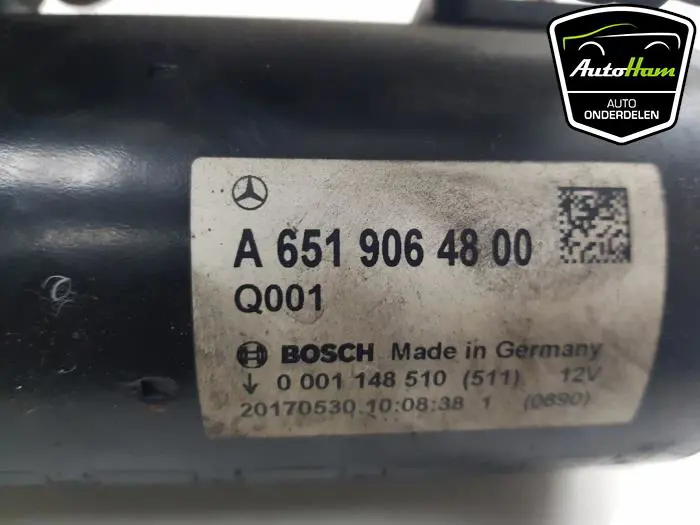 AutoHam
AUTO
ONDERDELEN
A 651 906 48 00
Q001
BOSCH Made in Germany
↓ 0 001 148 510 (511) 12V
20170530 10:08:38 1 (0690)